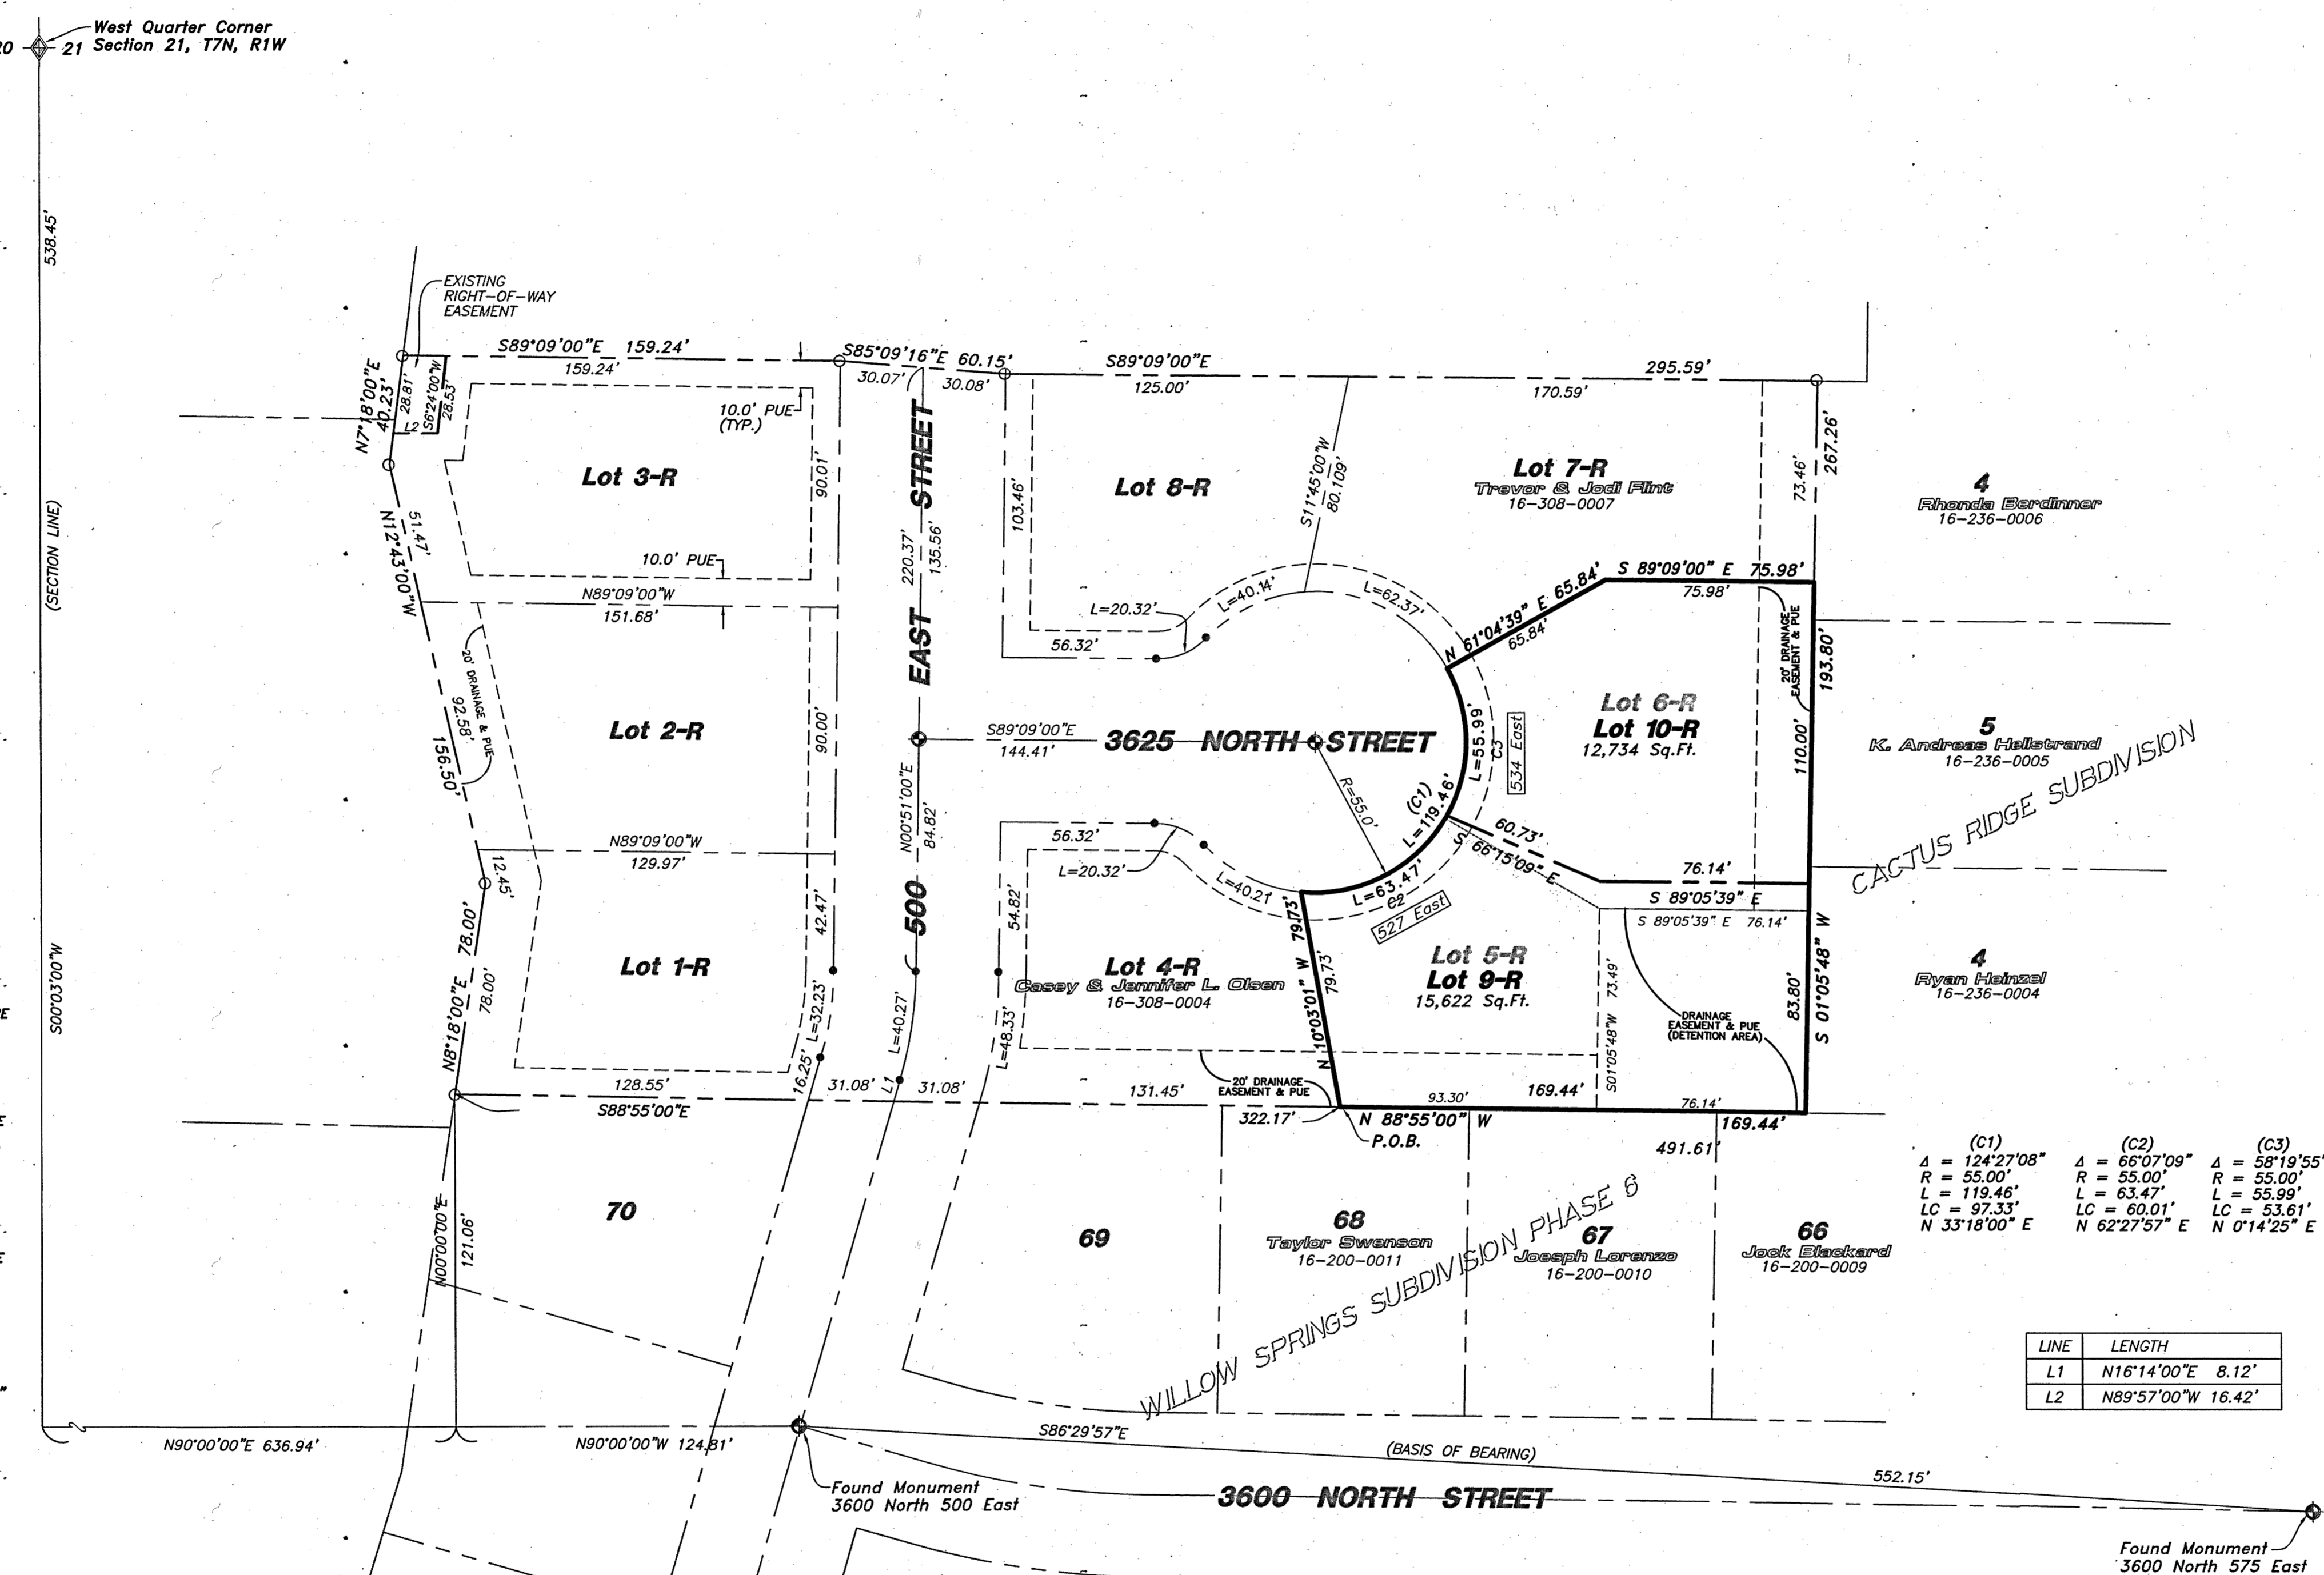 West Quarter Corner
21 Section 21, T7N, R1W
538.45'
(SECTION LINE)
S00°03'00"W
EXISTING
RIGHT-OF-WAY
EASEMENT
S89°09'00"E 159.24'
159.24'
S85°09'16"E 60.15'
30.07'
30.08'
S89°09'00"E
295.59'
125.00'
170.59'
N7°18'00"E
40.23'
28.81'
S6°24'00"W
28.53'
L2
10.0' PUE
(TYP.)
90.01'
Lot 3-R
51.47'
N12°43'00"W
10.0' PUE
N89°09'00"W
151.68'
20' DRAINAGE & PUE
92.58'
156.50'
Lot 2-R
90.00'
N89°09'00"W
129.97'
12.45'
42.47'
N8°18'00"E 78.00'
78.00'
Lot 1-R
L=32.23'
16.25'
128.55'
S88°55'00"E
31.08'
L1
31.08'
131.45'
322.17'
500 EAST STREET
220.37'
135.56'
N00°51'00"E
84.82'
L=40.27'
L=48.33'
54.82'
103.46'
Lot 8-R
S11°45'00"W
80.109'
Lot 7-R
Trevor & Jodi Flint
16-308-0007
73.46'
267.26'
4
Rhonda Berdinner
16-236-0006
L=20.32'
L=40.14'
L=62.37'
56.32'
N 61°04'39" E 65.84'
65.84'
S 89°09'00" E 75.98'
75.98'
20' DRAINAGE
EASEMENT & PUE
193.80'
110.00'
S89°09'00"E
144.41'
3625 NORTH STREET
R=55.0'
L=55.99'
C3
534 East
(C1)
L=119.46'
Lot 6-R
Lot 10-R
12,734 Sq.Ft.
5
K. Andreas Hellstrand
16-236-0005
CACTUS RIDGE SUBDIVISION
56.32'
L=20.32'
L=40.21'
L=63.47'
C2
527 East
60.73'
S 66°15'09" E
76.14'
S 89°05'39" E
S 89°05'39" E 76.14'
Lot 4-R
Casey & Jennifer L. Olsen
16-308-0004
N 10°03'01" W 79.73'
79.73'
Lot 5-R
Lot 9-R
15,622 Sq.Ft.
S01°05'48"W 73.49'
DRAINAGE
EASEMENT & PUE
(DETENTION AREA)
83.80'
S 01°05'48" W
4
Ryan Heinzel
16-236-0004
20' DRAINAGE
EASEMENT & PUE
93.30'
169.44'
76.14'
N 88°55'00" W
169.44'
P.O.B.
491.61'
(C1)
Δ = 124°27'08"
R = 55.00'
L = 119.46'
LC = 97.33'
N 33°18'00" E
(C2)
Δ = 66°07'09"
R = 55.00'
L = 63.47'
LC = 60.01'
N 62°27'57" E
(C3)
Δ = 58°19'55"
R = 55.00'
L = 55.99'
LC = 53.61'
N 0°14'25" E
N00°00'00"E
121.06'
70
69
68
Taylor Swenson
16-200-0011
67
Joesph Lorenzo
16-200-0010
66
Jock Blackard
16-200-0009
WILLOW SPRINGS SUBDIVISION PHASE 6
LINE LENGTH
L1 N16°14'00"E 8.12'
L2 N89°57'00"W 16.42'
N90°00'00"E 636.94'
N90°00'00"W 124.81'
S86°29'57"E
(BASIS OF BEARING)
552.15'
Found Monument
3600 North 500 East
3600 NORTH STREET
Found Monument
3600 North 575 East